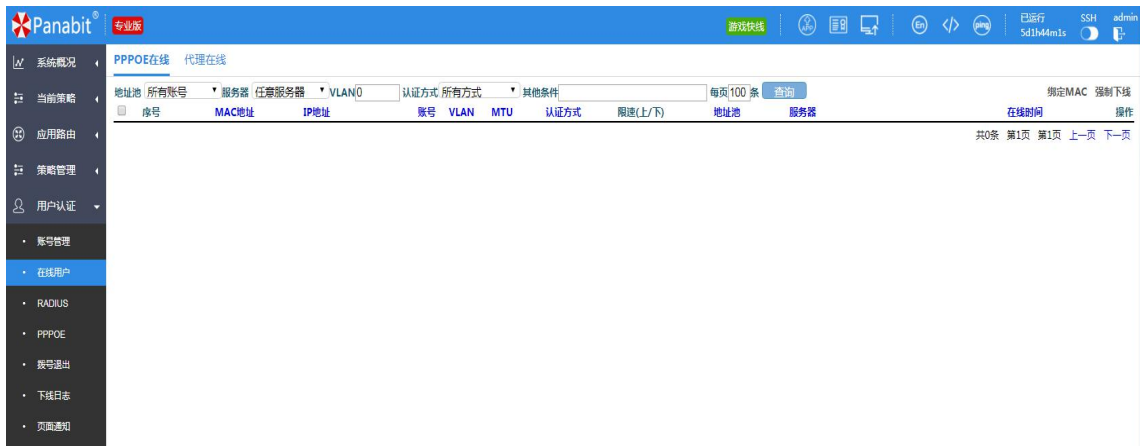 Panabit® 专业版 游戏快线 APP En </> ping 已运行 SSH admin
5d1h44m1s
系统概况
当前策略
应用路由
策略管理
用户认证
账号管理
在线用户
RADIUS
PPPOE
拨号退出
下线日志
页面通知
PPPOE在线 代理在线
地址池 所有账号 服务器 任意服务器 VLAN 0 认证方式 所有方式 其他条件 每页 100 条 查询 绑定MAC 强制下线
序号 MAC地址 IP地址 账号 VLAN MTU 认证方式 限速(上/下) 地址池 服务器 在线时间 操作
共0条 第1页 第1页 上一页 下一页